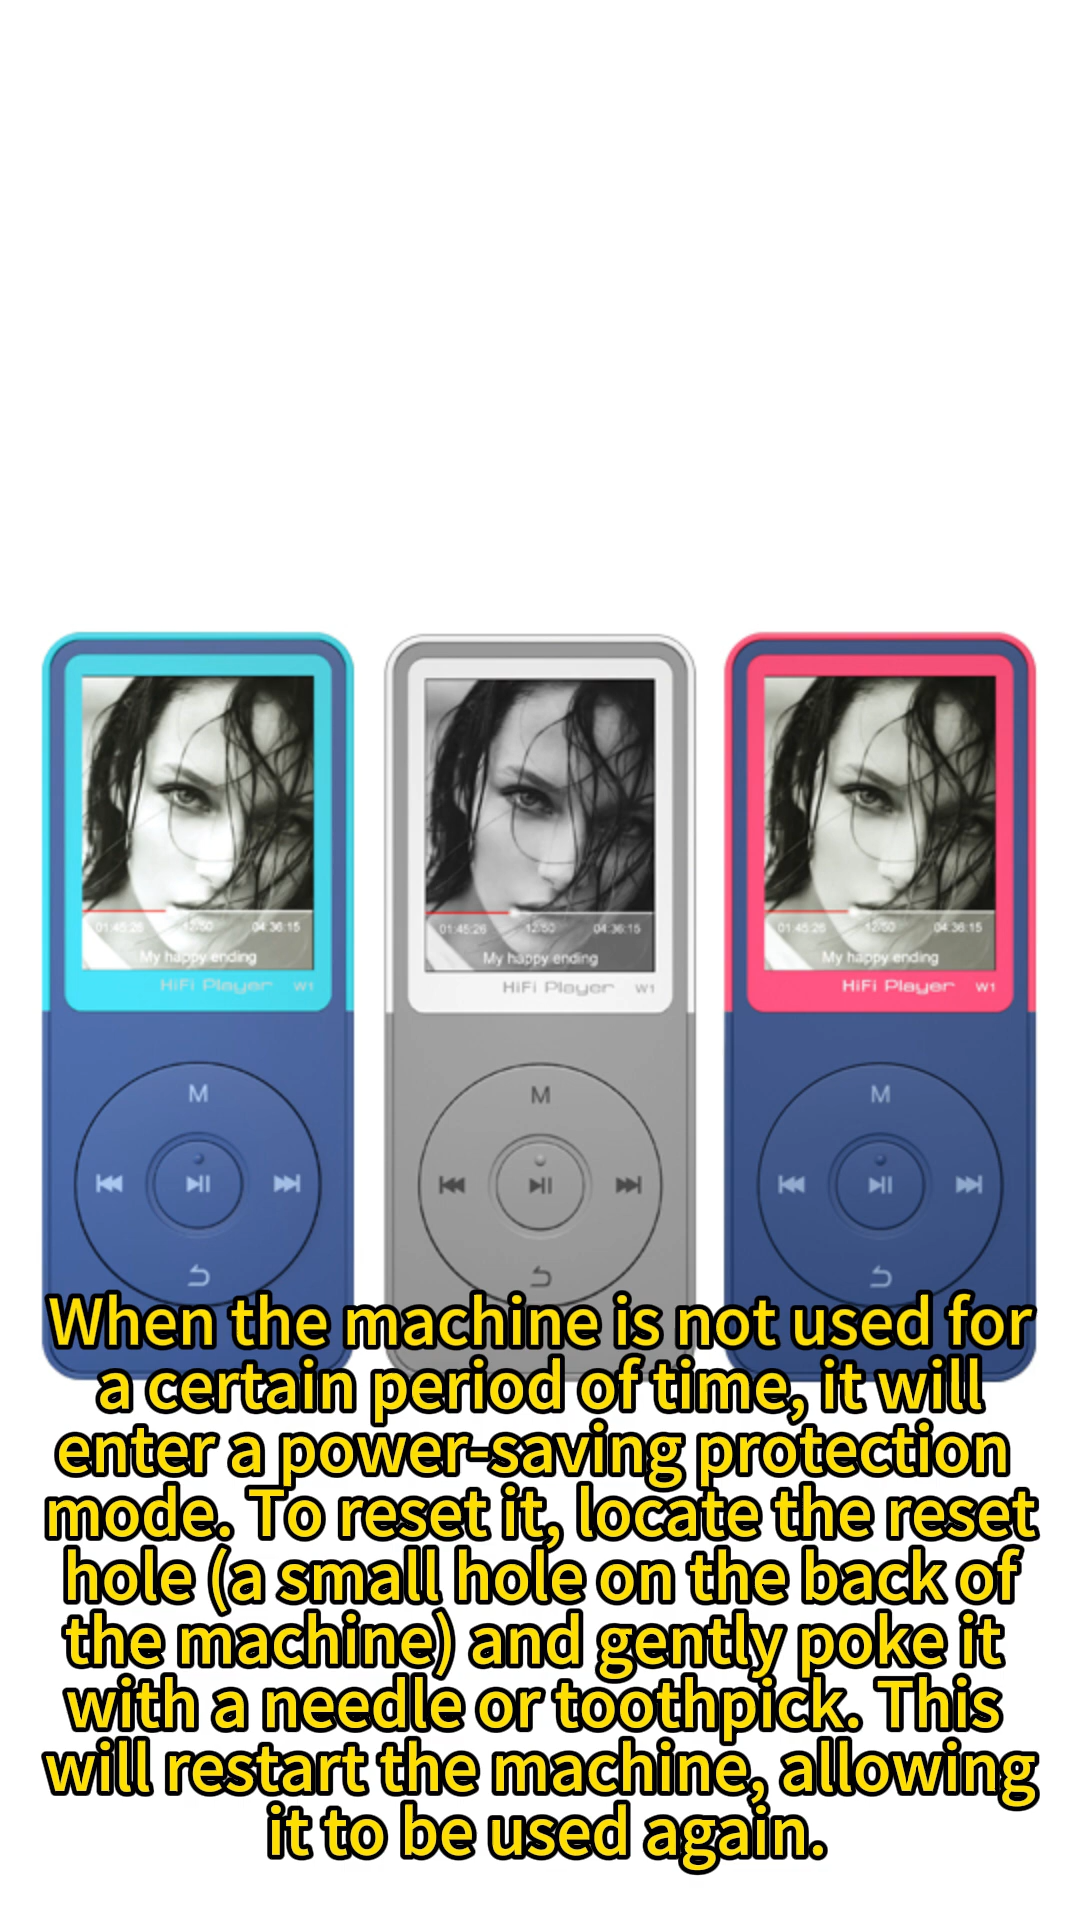 01:45:26 12/50 04:36:15
My happy ending
HiFi Player W1
M
01:45:26 12/50 04:36:15
My happy ending
HiFi Player W1
M
01:45:26 12/50 04:36:15
My happy ending
HiFi Player W1
M
When the machine is not used for
a certain period of time, it will
enter a power-saving protection
mode. To reset it, locate the reset
hole (a small hole on the back of
the machine) and gently poke it
with a needle or toothpick. This
will restart the machine, allowing
it to be used again.